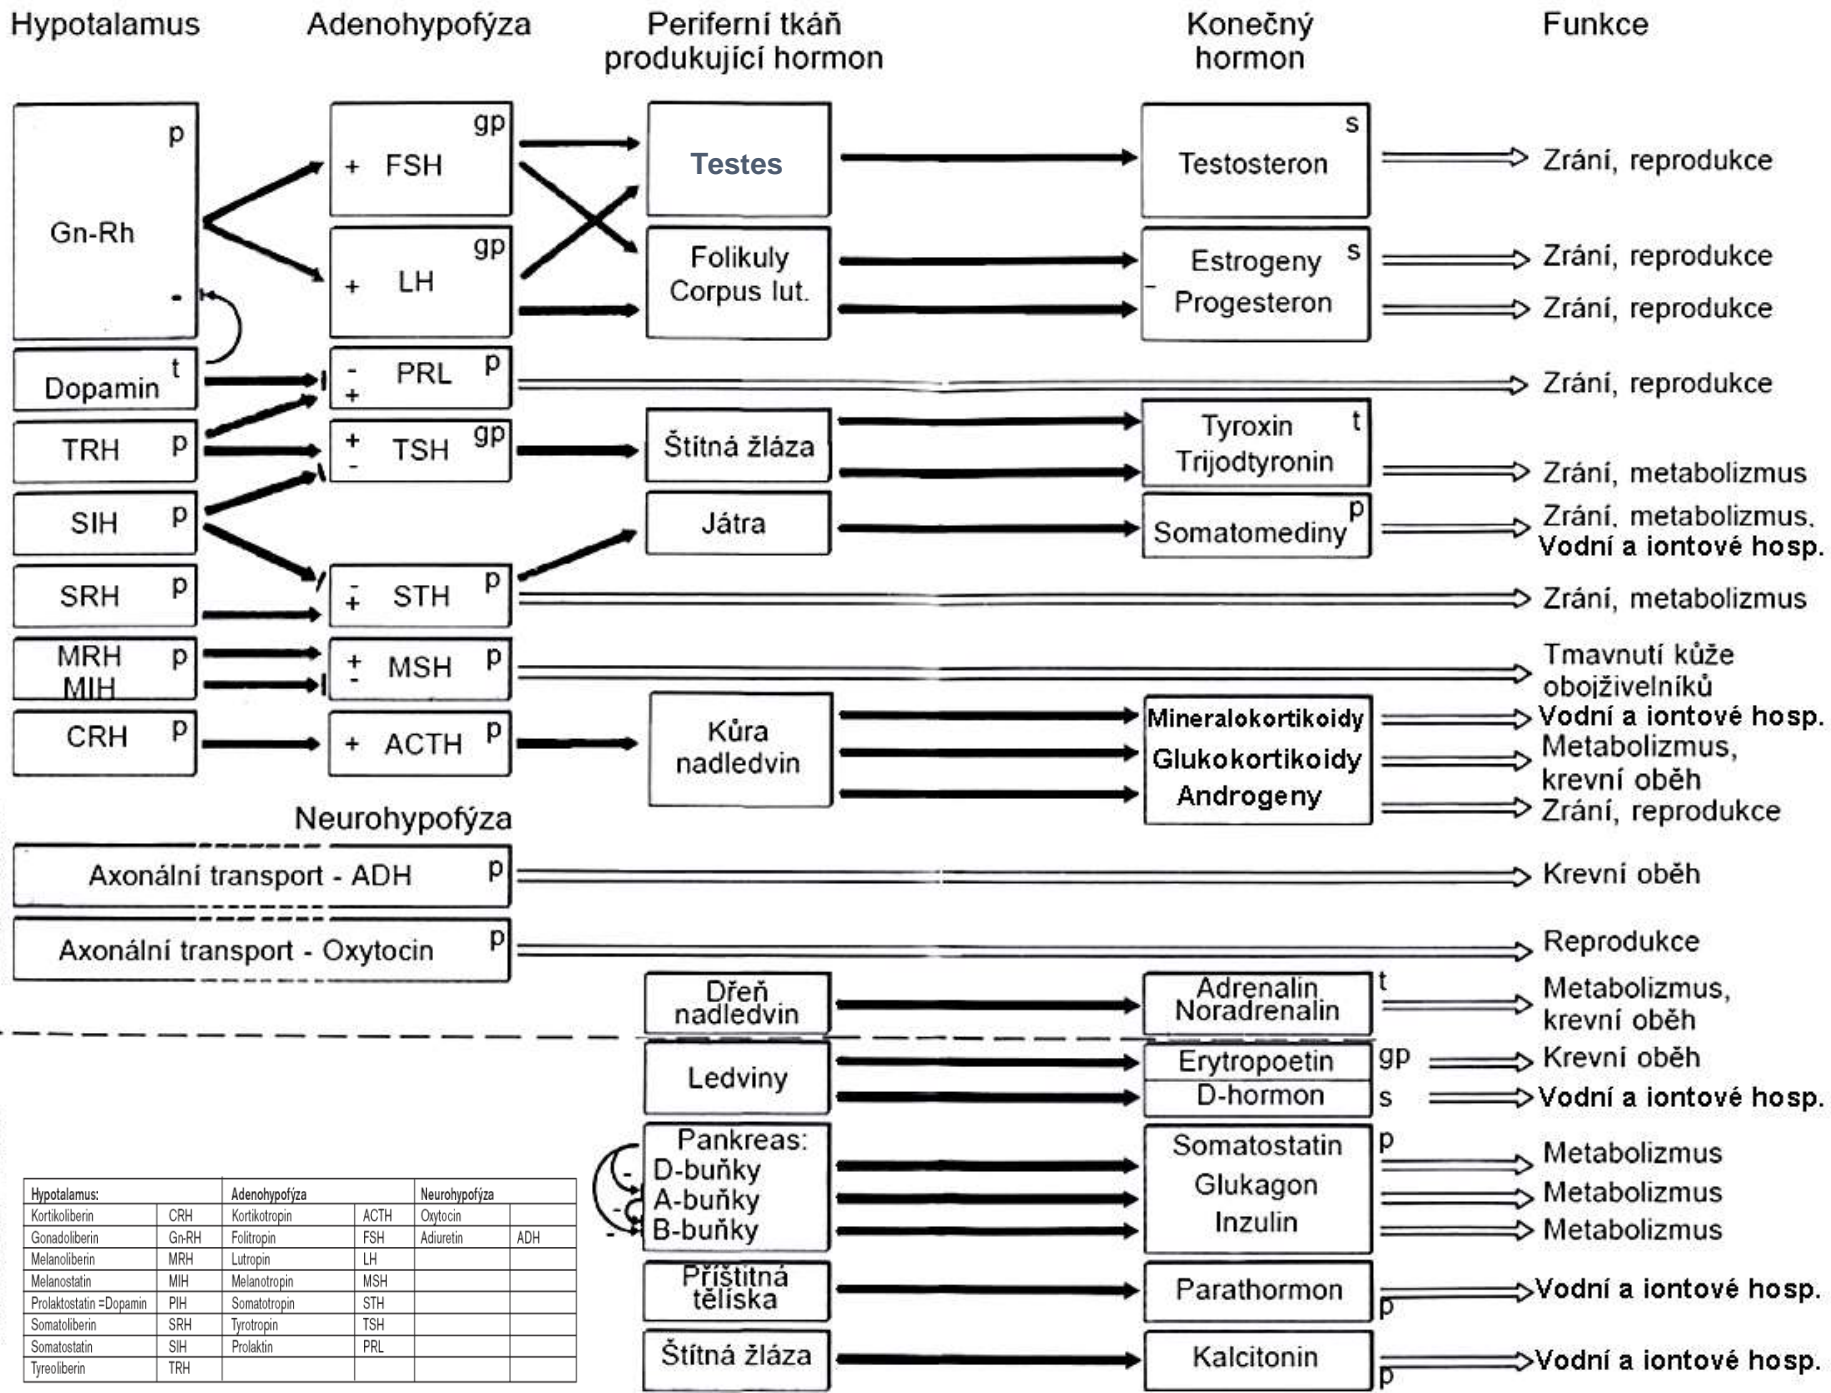 Hypotalamus Adenohypofýza Periferní tkáň Konečný Funkce
produkující hormon hormon
p gp s
Gn-Rh + FSH Testes Testosteron Zrání, reprodukce
-
gp s
+ LH Folikuly Estrogeny Zrání, reprodukce
Corpus lut. - Progesteron Zrání, reprodukce
Dopamin t - PRL p Zrání, reprodukce
+
TRH p + TSH gp Štítná žláza Tyroxin t
- Trijodtyronin Zrání, metabolizmus
SIH p Játra Somatomediny p Zrání, metabolizmus,
Vodní a iontové hosp.
SRH p - STH p Zrání, metabolizmus
+
MRH p + MSH p Tmavnutí kůže
MIH - obojživelníků
CRH p + ACTH p Kůra Mineralokortikoidy Vodní a iontové hosp.
nadledvin Glukokortikoidy Metabolizmus,
krevní oběh
Androgeny Zrání, reprodukce
Neurohypofýza
Axonální transport - ADH p Krevní oběh
Axonální transport - Oxytocin p Reprodukce
Dřeň Adrenalin t Metabolizmus,
nadledvin Noradrenalin krevní oběh
Ledviny Erytropoetin gp Krevní oběh
D-hormon s Vodní a iontové hosp.
Pankreas: Somatostatin p Metabolizmus
- D-buňky
- A-buňky Glukagon Metabolizmus
- B-buňky Inzulin Metabolizmus
Příštitná Parathormon p Vodní a iontové hosp.
tělíska
Štítná žláza Kalcitonin p Vodní a iontové hosp.
Hypotalamus: Adenohypofýza Neurohypofýza
Kortikoliberin CRH Kortikotropin ACTH Oxytocin
Gonadoliberin Gn-RH Folitropin FSH Adiuretin ADH
Melanoliberin MRH Lutropin LH
Melanostatin MIH Melanotropin MSH
Prolaktostatin =Dopamin PIH Somatotropin STH
Somatoliberin SRH Tyrotropin TSH
Somatostatin SIH Prolaktin PRL
Tyreoliberin TRH